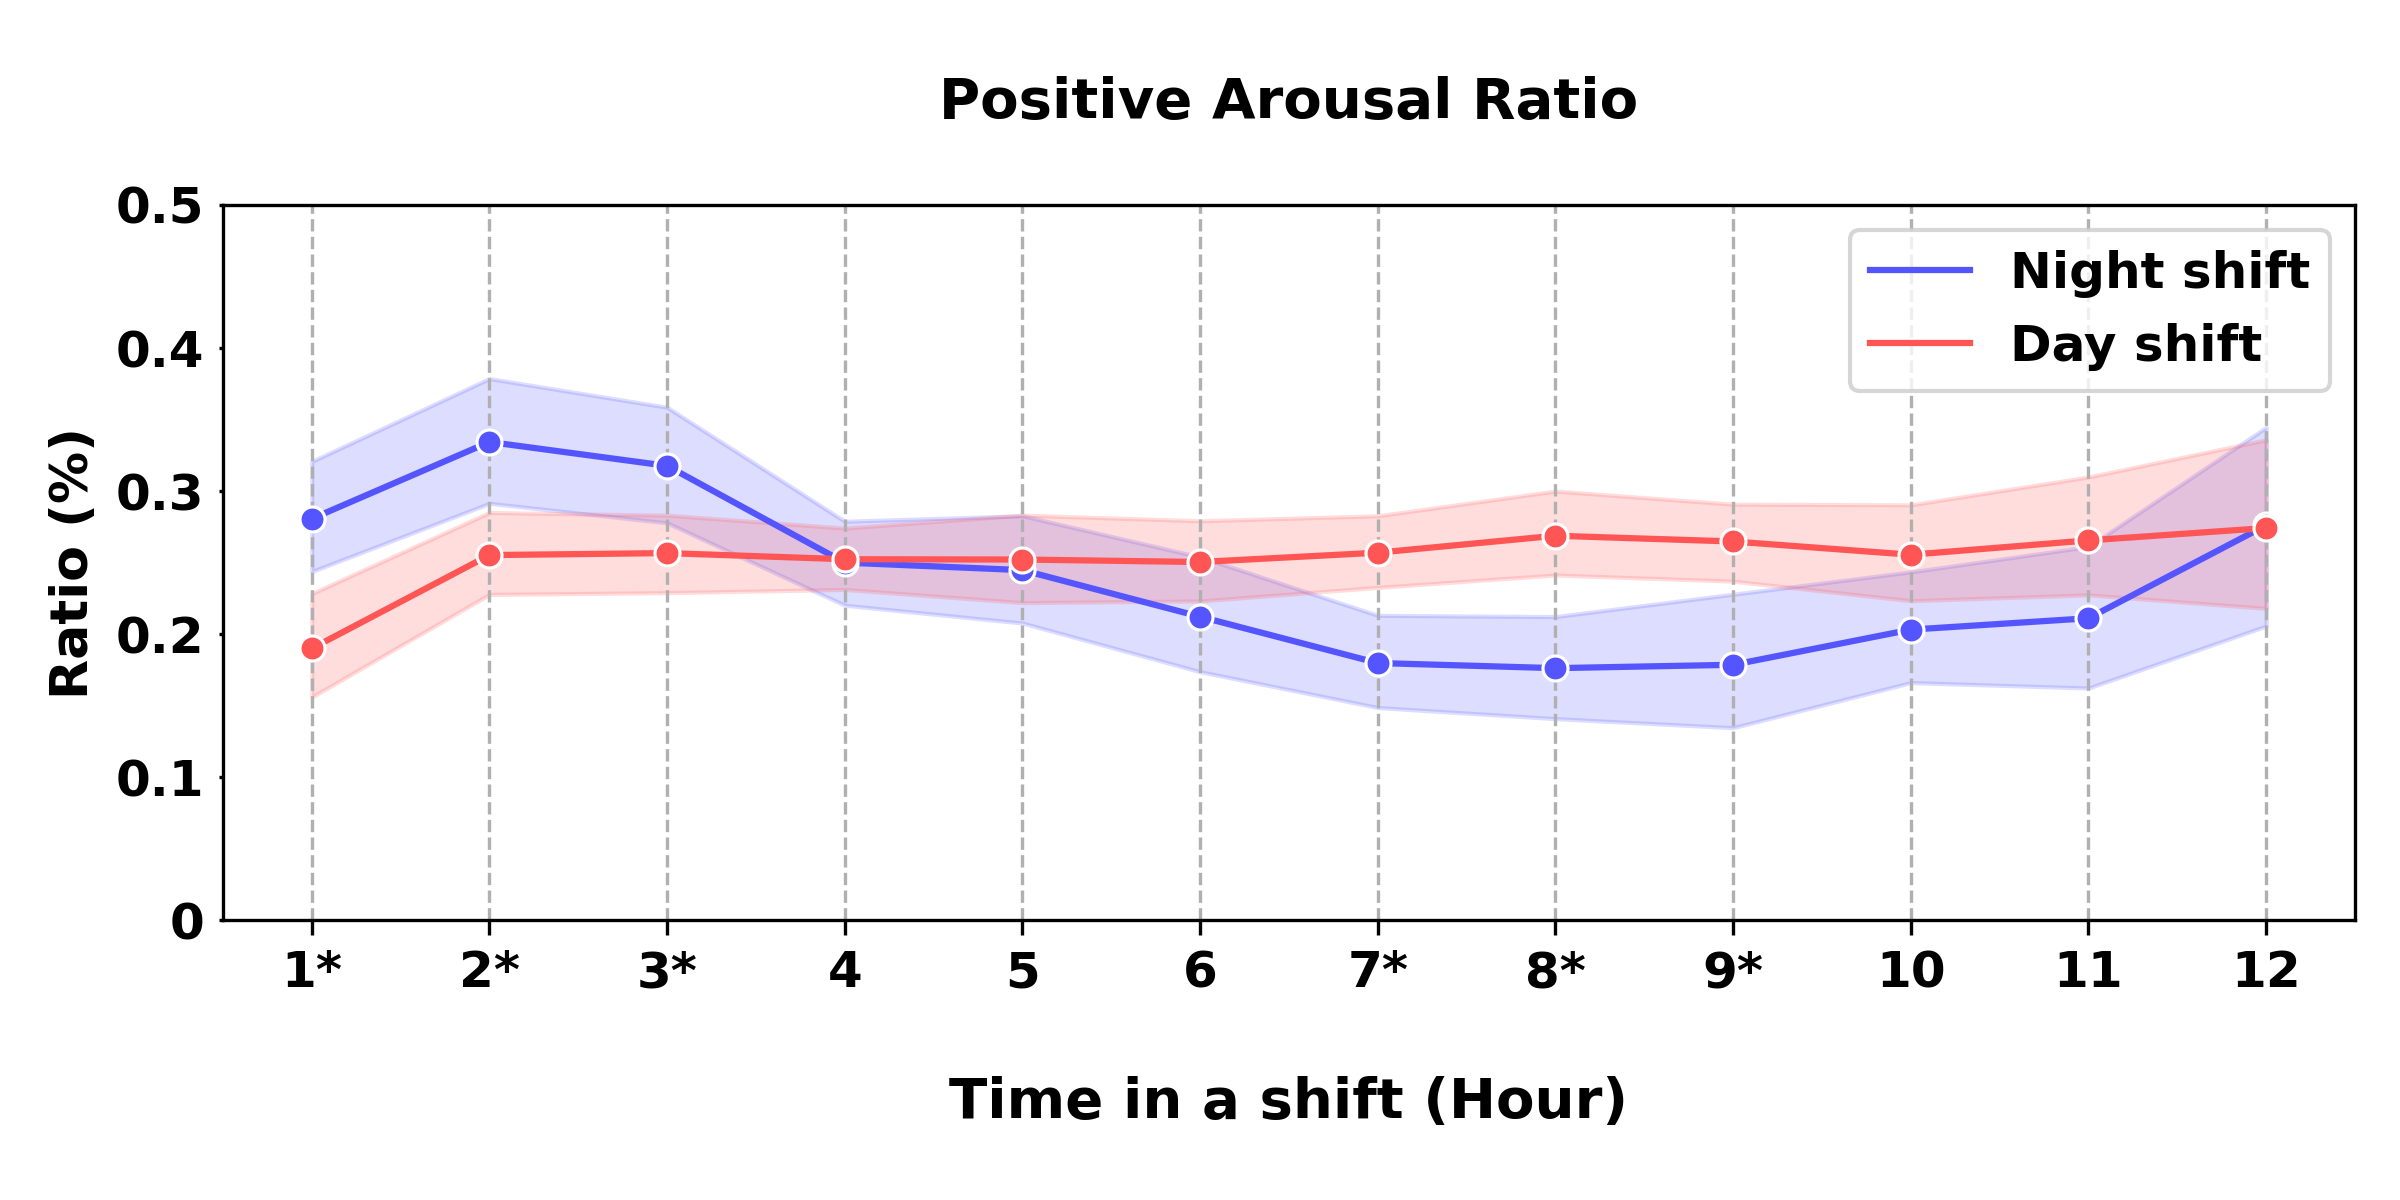 Positive Arousal Ratio
Ratio (%)
0.5
0.4
0.3
0.2
0.1
0
Night shift
Day shift
1* 2* 3* 4 5 6 7* 8* 9* 10 11 12
Time in a shift (Hour)